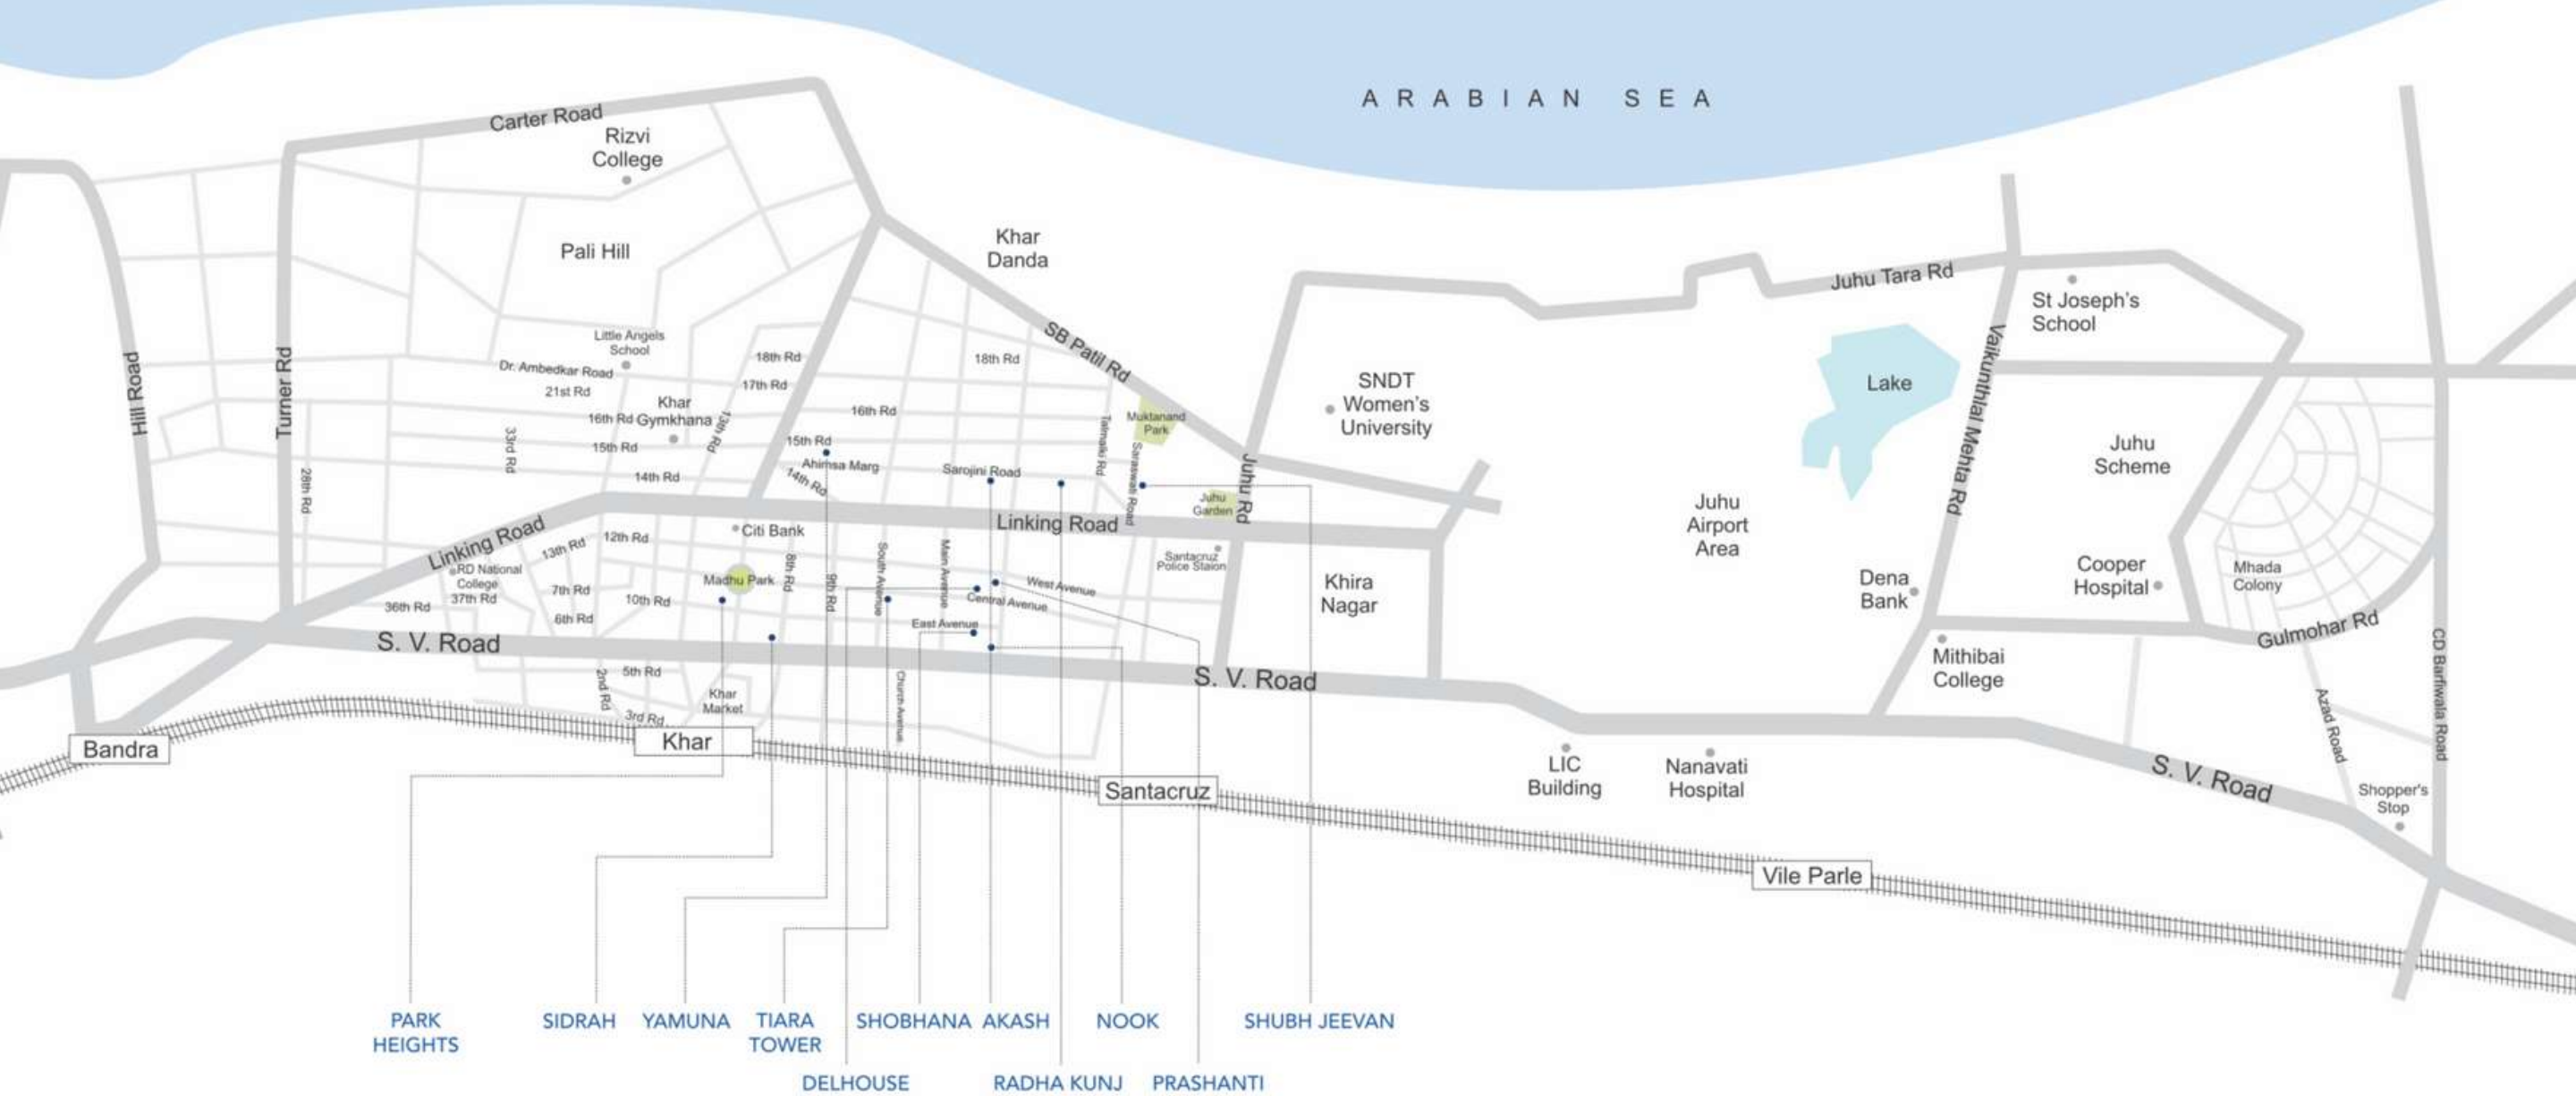 ARABIAN SEA
Carter Road
Rizvi
College
Pali Hill
Khar
Danda
Juhu Tara Rd
St Joseph's
School
Hill Road
Turner Rd
Little Angels
School
Dr. Ambedkar Road
21st Rd
18th Rd
17th Rd
18th Rd
SB Patil Rd
Vaikunthlal Mehta Rd
Lake
SNDT
Women's
University
Khar
Gymkhana
16th Rd
13th Rd
16th Rd
Talmaki Rd
Muktanand
Park
Saraswati Road
33rd Rd
15th Rd
15th Rd
Ahimsa Marg
14th Rd
14th Rd
Sarojini Road
28th Rd
Juhu Rd
Juhu
Garden
Juhu
Airport
Area
Juhu
Scheme
Linking Road
Linking Road
Citi Bank
13th Rd
12th Rd
8th Rd
9th Rd
South Avenue
Main Avenue
West Avenue
Central Avenue
East Avenue
Santacruz
Police Staion
Khira
Nagar
Dena
Bank
Cooper
Hospital
Mhada
Colony
RD National
College
37th Rd
36th Rd
7th Rd
6th Rd
10th Rd
Madhu Park
S. V. Road
S. V. Road
Mithibai
College
Gulmohar Rd
CD Barfiwala Road
Azad Road
2nd Rd
5th Rd
3rd Rd
Khar
Market
Church Avenue
Bandra
Khar
Santacruz
LIC
Building
Nanavati
Hospital
S. V. Road
Shopper's
Stop
Vile Parle
PARK
HEIGHTS
SIDRAH
YAMUNA
TIARA
TOWER
SHOBHANA
AKASH
NOOK
SHUBH JEEVAN
DELHOUSE
RADHA KUNJ
PRASHANTI